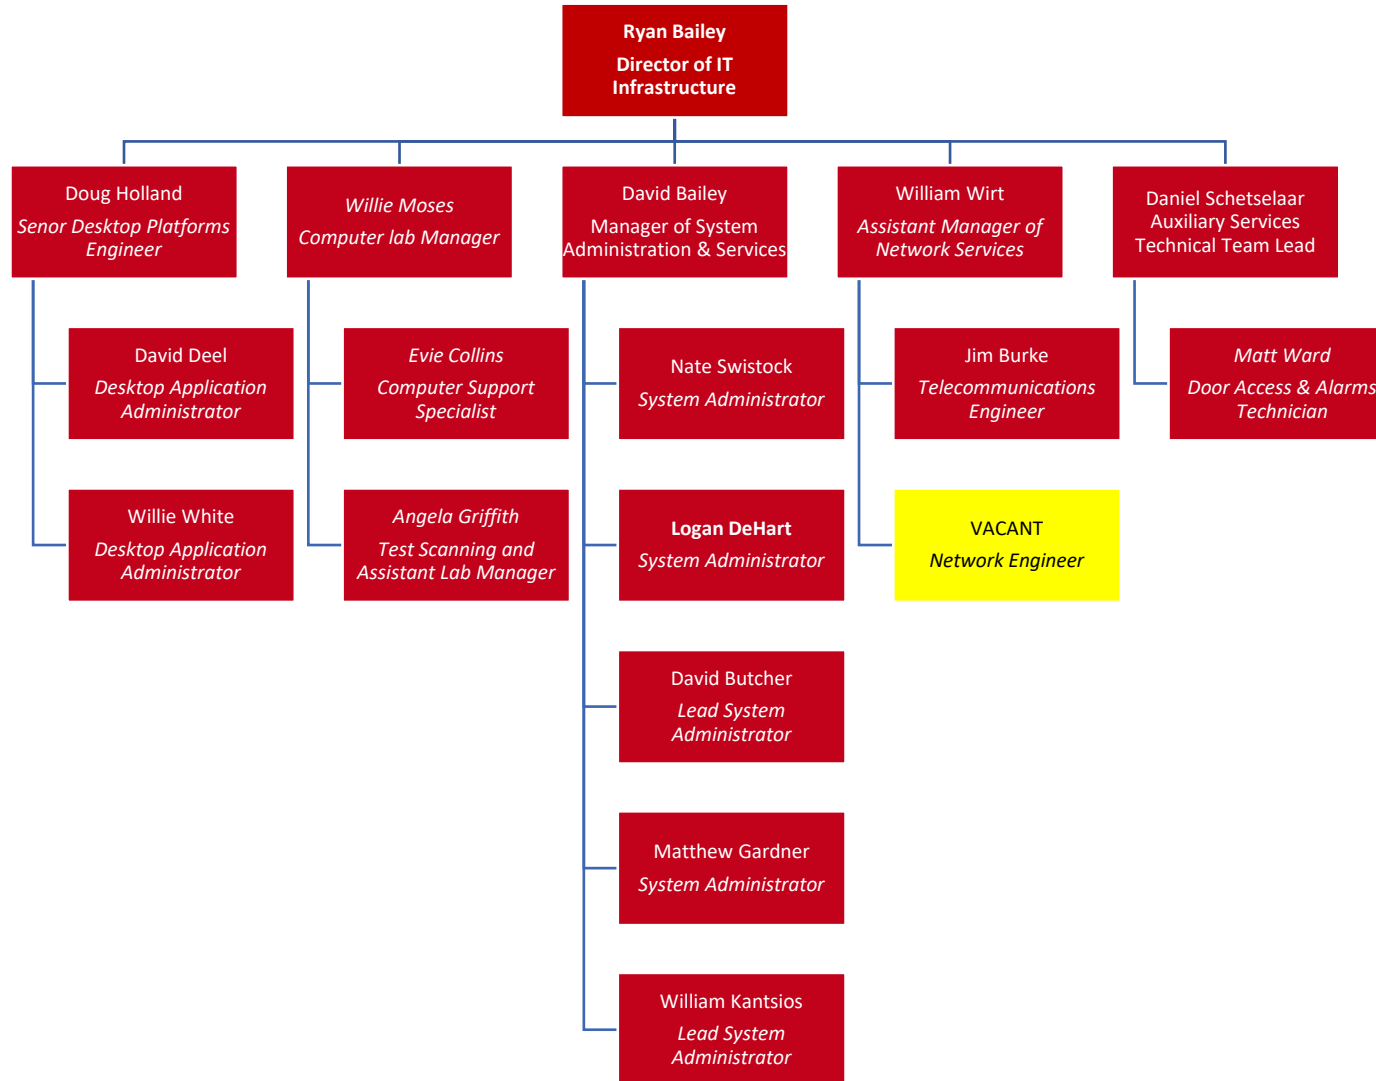 Ryan Bailey
Director of IT
Infrastructure
Doug Holland
Senor Desktop Platforms
Engineer
Willie Moses
Computer lab Manager
David Bailey
Manager of System
Administration & Services
William Wirt
Assistant Manager of
Network Services
Daniel Schetselaar
Auxiliary Services
Technical Team Lead
David Deel
Desktop Application
Administrator
Evie Collins
Computer Support
Specialist
Nate Swistock
System Administrator
Jim Burke
Telecommunications
Engineer
Matt Ward
Door Access & Alarms
Technician
Willie White
Desktop Application
Administrator
Angela Griffith
Test Scanning and
Assistant Lab Manager
Logan DeHart
System Administrator
VACANT
Network Engineer
David Butcher
Lead System
Administrator
Matthew Gardner
System Administrator
William Kantsios
Lead System
Administrator